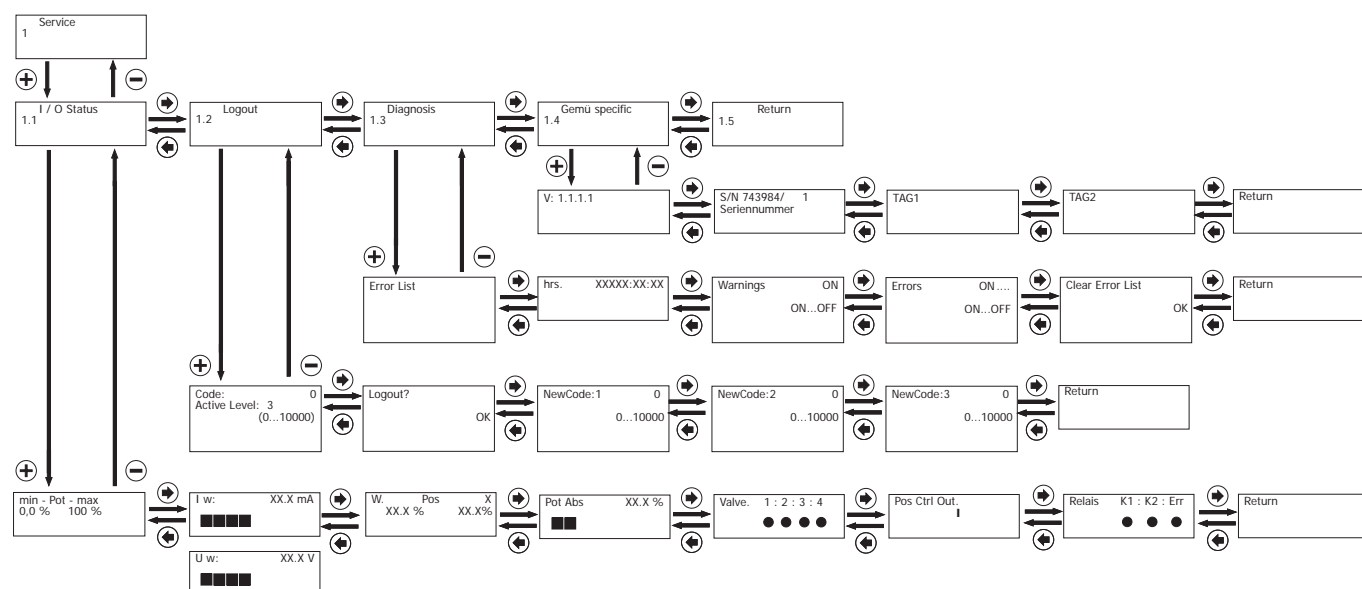 Service
1
I / O Status
1.1
Logout
1.2
Diagnosis
1.3
Gemü specific
1.4
Return
1.5
V: 1.1.1.1
S/N 743984/ 1
Seriennummer
TAG1
TAG2
Return
Error List
hrs. XXXXX:XX:XX
Warnings ON
ON...OFF
Errors ON....
ON...OFF
Clear Error List
OK
Return
Code: 0
Active Level: 3
(0...10000)
Logout?
OK
NewCode:1 0
0...10000
NewCode:2 0
0...10000
NewCode:3 0
0...10000
Return
min - Pot - max
0,0 % 100 %
I w: XX.X mA
W. Pos X
XX.X % XX.X%
Pot Abs XX.X %
Valve. 1 : 2 : 3 : 4
Pos Ctrl Out.
Relais K1 : K2 : Err
Return
U w: XX.X V